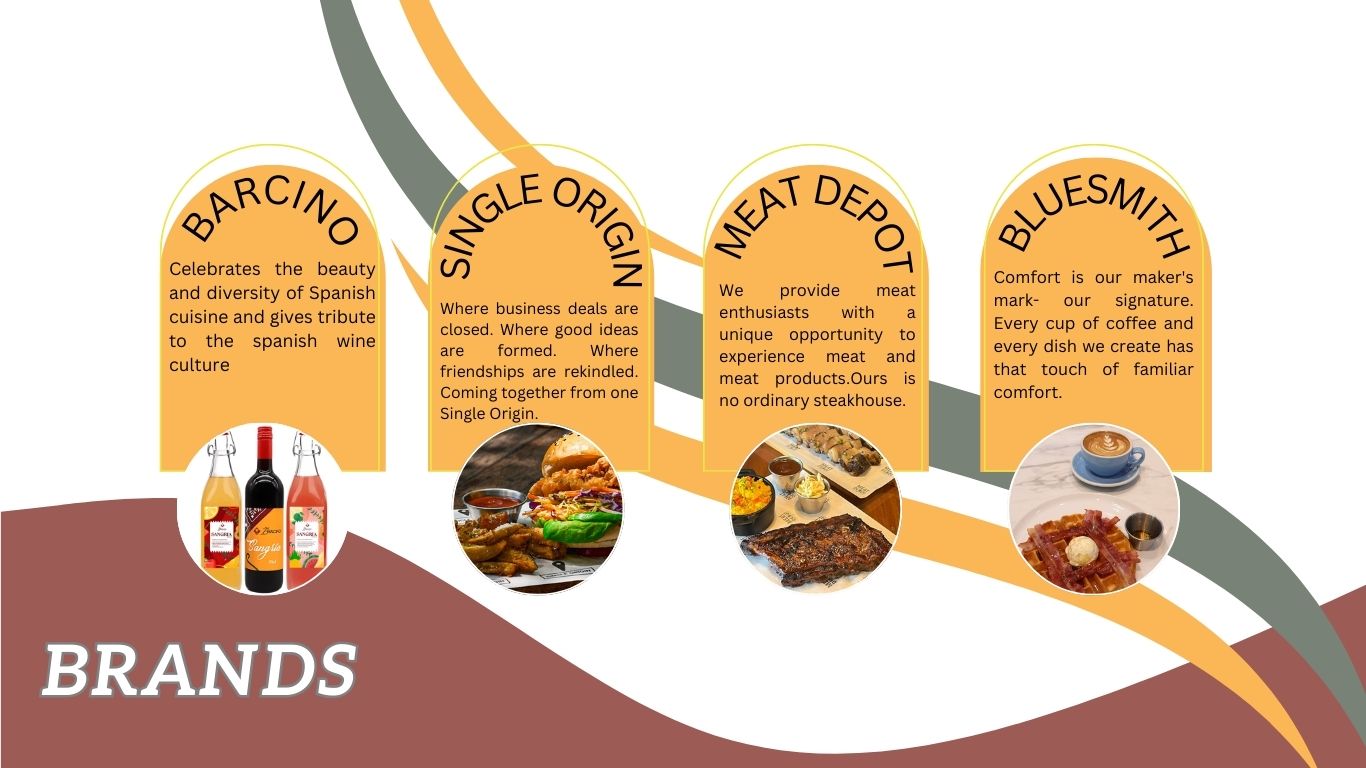 BARCINO
Celebrates the beauty
and diversity of Spanish
cuisine and gives tribute
to the spanish wine
culture
SINGLE ORIGIN
Where business deals are
closed. Where good ideas
are formed. Where
friendships are rekindled.
Coming together from one
Single Origin.
MEAT DEPOT
We provide meat
enthusiasts with a
unique opportunity to
experience meat and
meat products.Ours is
no ordinary steakhouse.
BLUESMITH
Comfort is our maker's
mark- our signature.
Every cup of coffee and
every dish we create has
that touch of familiar
comfort.
SANGRIA
Barcino
Sangria
SANGRIA
BRANDS